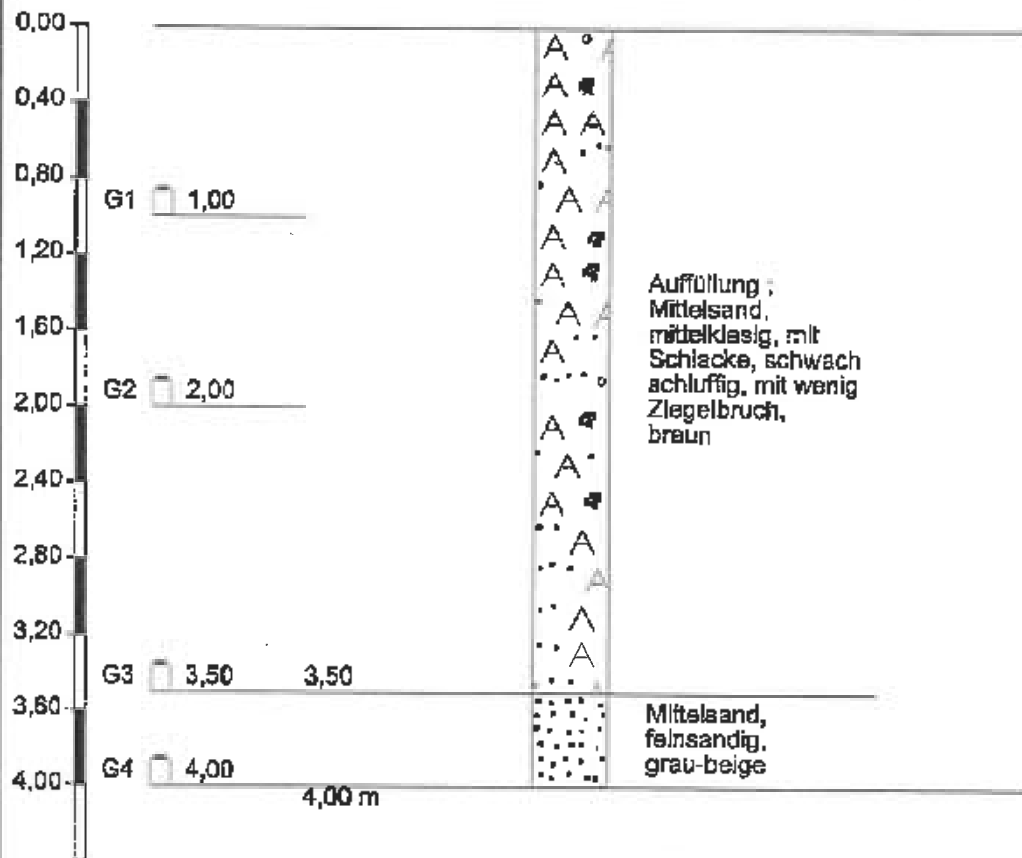 0,00
0,40
0,80
G1 1,00
1,20
Auffüllung ;
Mittelsand,
mittelkiesig, mit
1,60
Schlacke, schwach
schluffig, mit wenig
Ziegelbruch,
braun
G2 2,00
2,00
2,40
2,80
3,20
G3 3,50 3,50
3,60
Mittelsand,
feinsandig,
grau-beige
4,00
G4 4,00
4,00 m